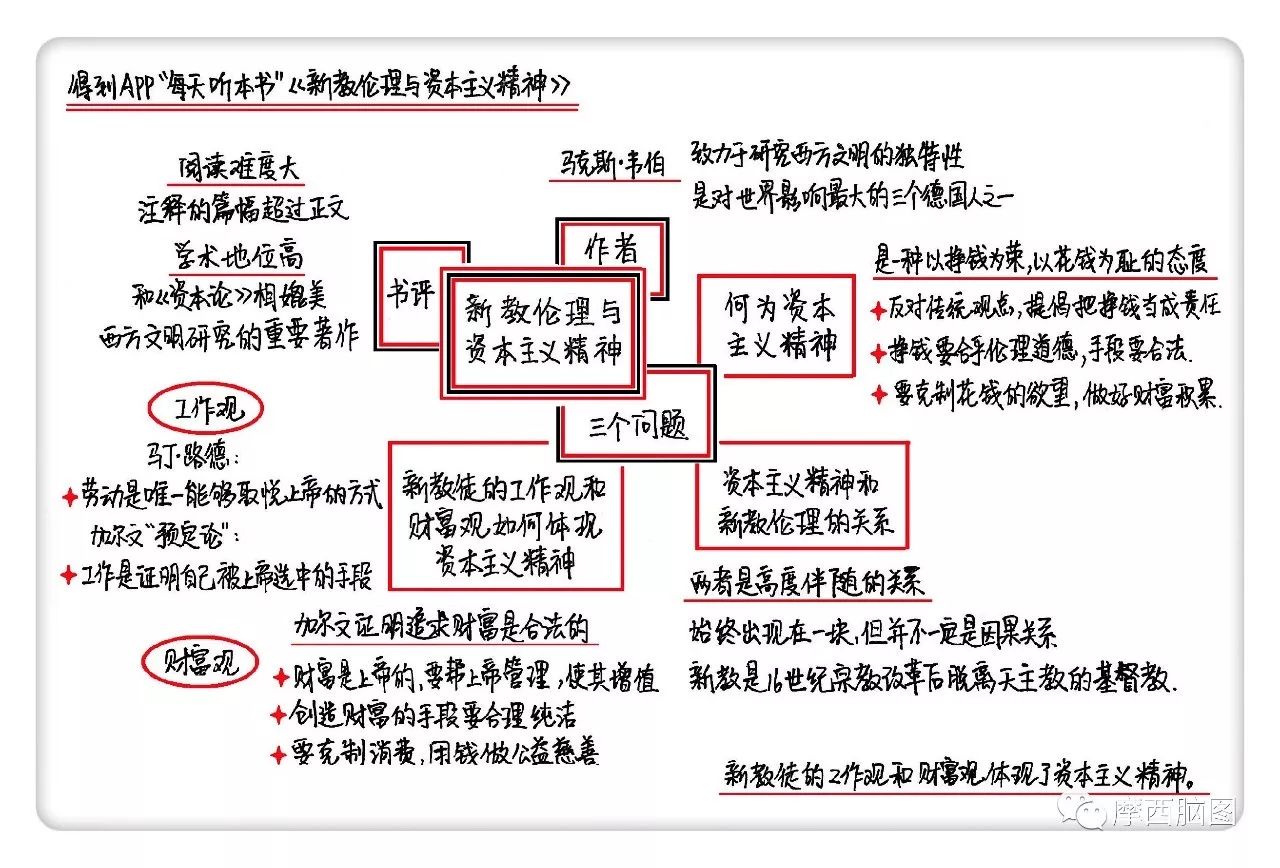 得到APP“每天听本书”《新教伦理与资本主义精神》
阅读难度大
注释的篇幅超过正文
学术地位高
和《资本论》相媲美
西方文明研究的重要著作
书评
马克斯·韦伯
致力于研究西方文明的独特性
是对世界影响最大的三个德国人之一
作者
新教伦理与
资本主义精神
何为资本
主义精神
是一种以挣钱为荣,以花钱为耻的态度
反对传统观点,提倡把挣钱当成责任
挣钱要合乎伦理道德,手段要合法.
要克制花钱的欲望,做好财富积累.
三个问题
工作观
马丁·路德:
劳动是唯一能够取悦上帝的方式
加尔文“预定论”:
工作是证明自己被上帝选中的手段
新教徒的工作观和
财富观如何体现
资本主义精神
资本主义精神和
新教伦理的关系
两者是高度伴随的关系
始终出现在一块,但并不一定是因果关系
新教是16世纪宗教改革后脱离天主教的基督教.
财富观
加尔文证明追求财富是合法的
财富是上帝的,要帮上帝管理,使其增值
创造财富的手段要合理纯洁
要克制消费,用钱做公益慈善
新教徒的工作观和财富观体现了资本主义精神。
摩西脑图